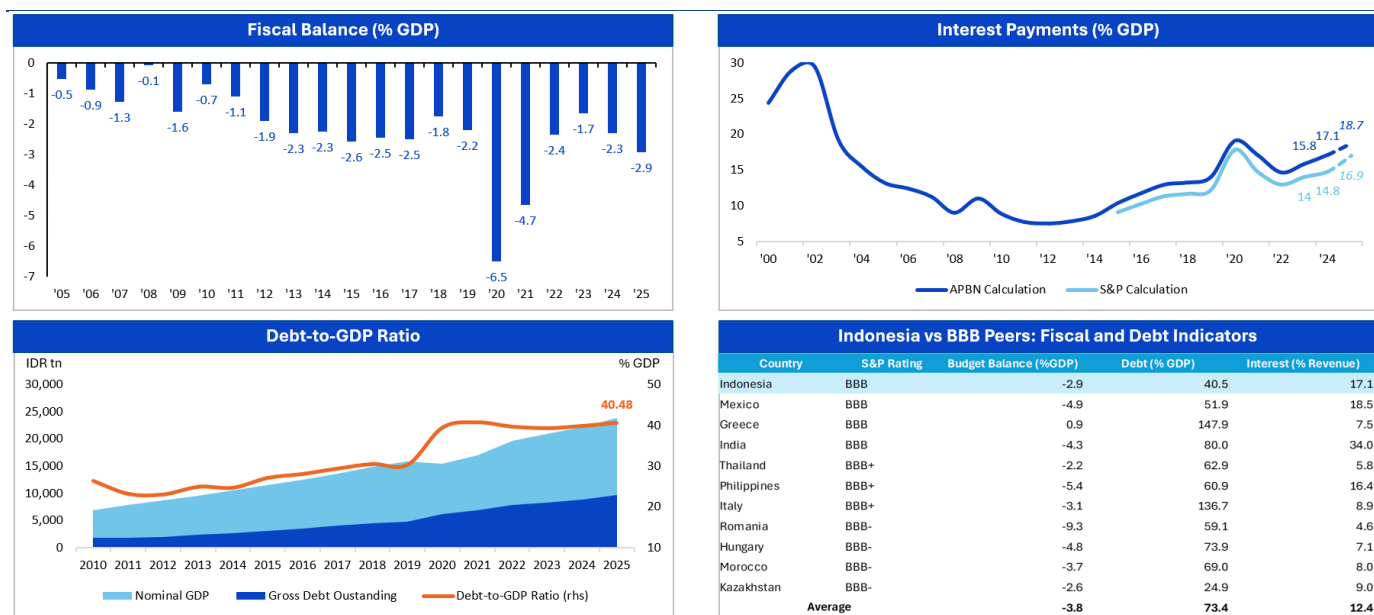 Fiscal Balance (% GDP)
0
-1
-2
-3
-4
-5
-6
-7
-0.5
-0.9
-1.3
-0.1
-1.6
-0.7
-1.1
-1.9
-2.3
-2.3
-2.6
-2.5
-2.5
-1.8
-2.2
-6.5
-4.7
-2.4
-1.7
-2.3
-2.9
'05 '06 '07 '08 '09 '10 '11 '12 '13 '14 '15 '16 '17 '18 '19 '20 '21 '22 '23 '24 '25
Interest Payments (% GDP)
30
25
20
15
10
5
15.8
17.1
18.7
14
14.8
16.9
'00 '02 '04 '06 '08 '10 '12 '14 '16 '18 '20 '22 '24
APBN Calculation S&P Calculation
Debt-to-GDP Ratio
IDR tn % GDP
30,000
25,000
20,000
15,000
10,000
5,000
0
50
40
30
20
10
40.48
2010 2011 2012 2013 2014 2015 2016 2017 2018 2019 2020 2021 2022 2023 2024 2025
Nominal GDP Gross Debt Oustanding Debt-to-GDP Ratio (rhs)
Indonesia vs BBB Peers: Fiscal and Debt Indicators
Country S&P Rating Budget Balance (%GDP) Debt (% GDP) Interest (% Revenue)
Indonesia BBB -2.9 40.5 17.1
Mexico BBB -4.9 51.9 18.5
Greece BBB 0.9 147.9 7.5
India BBB -4.3 80.0 34.0
Thailand BBB+ -2.2 62.9 5.8
Philippines BBB+ -5.4 60.9 16.4
Italy BBB+ -3.1 136.7 8.9
Romania BBB- -9.3 59.1 4.6
Hungary BBB- -4.8 73.9 7.1
Morocco BBB- -3.7 69.0 8.0
Kazakhstan BBB- -2.6 24.9 9.0
Average -3.8 73.4 12.4